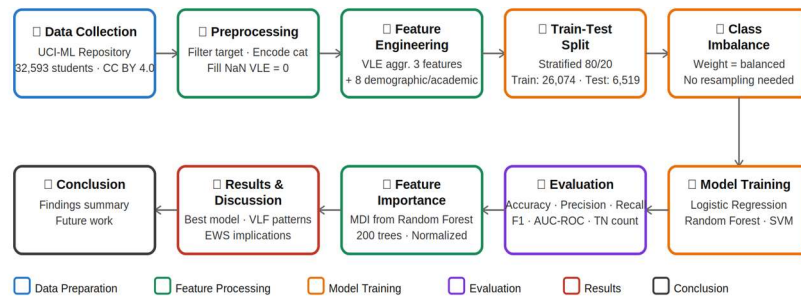 Data Collection
UCI-ML Repository
32,593 students · CC BY 4.0
Preprocessing
Filter target · Encode cat
Fill NaN VLE = 0
Feature
Engineering
VLE aggr. 3 features
+ 8 demographic/academic
Train-Test
Split
Stratified 80/20
Train: 26,074 · Test: 6,519
Class
Imbalance
Weight = balanced
No resampling needed
Conclusion
Findings summary
Future work
Results &
Discussion
Best model · VLF patterns
EWS implications
Feature
Importance
MDI from Random Forest
200 trees · Normalized
Evaluation
Accuracy · Precision · Recall
F1 · AUC-ROC · TN count
Model Training
Logistic Regression
Random Forest · SVM
Data Preparation
Feature Processing
Model Training
Evaluation
Results
Conclusion